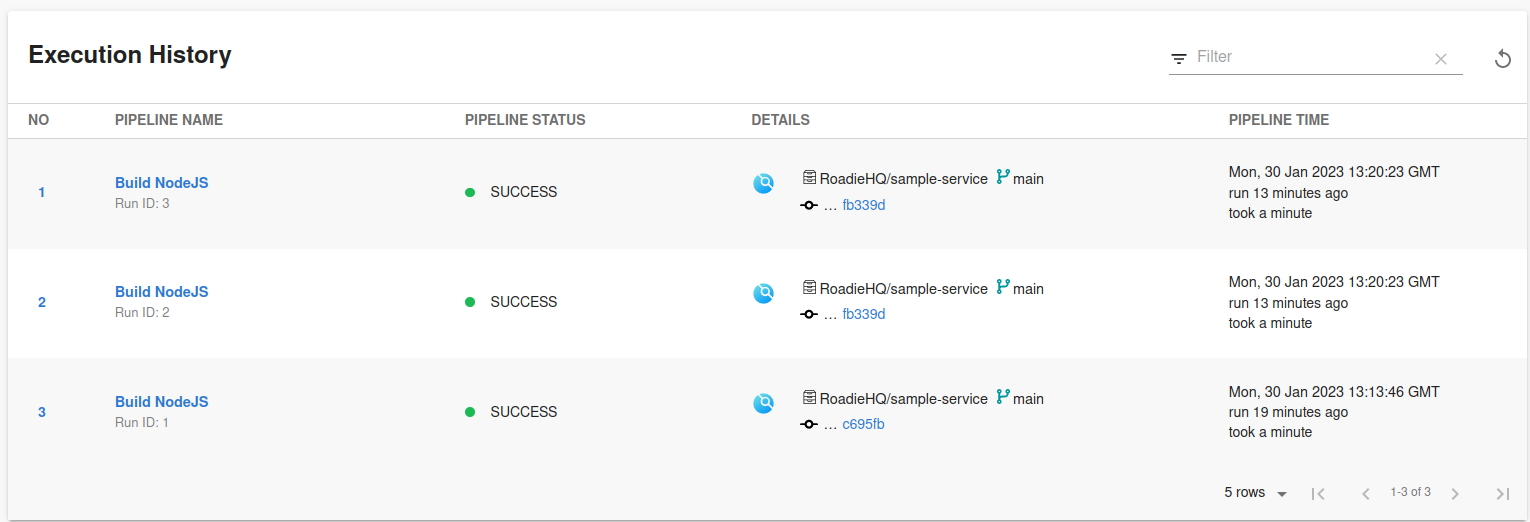 Execution History
Filter
NO PIPELINE NAME PIPELINE STATUS DETAILS PIPELINE TIME
1 Build NodeJS SUCCESS RoadieHQ/sample-service main Mon, 30 Jan 2023 13:20:23 GMT
Run ID: 3 ... fb339d run 13 minutes ago
took a minute
2 Build NodeJS SUCCESS RoadieHQ/sample-service main Mon, 30 Jan 2023 13:20:23 GMT
Run ID: 2 ... fb339d run 13 minutes ago
took a minute
3 Build NodeJS SUCCESS RoadieHQ/sample-service main Mon, 30 Jan 2023 13:13:46 GMT
Run ID: 1 ... c695fb run 19 minutes ago
took a minute
5 rows 1-3 of 3